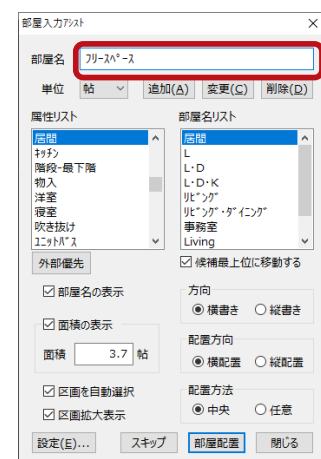 部屋入力ｱｼｽﾄ
部屋名 ﾌﾘｰｽﾍﾟｰｽ
単位 帖 追加(A) 変更(C) 削除(D)
属性リスト 部屋名リスト
居間 居間
ｷｯﾁﾝ L
階段-最下階 L･D
物入 L･D･K
洋室 ﾘﾋﾞﾝｸﾞ
寝室 ﾘﾋﾞﾝｸﾞ･ﾀﾞｲﾆﾝｸﾞ
吹き抜け 事務室
ﾕﾆｯﾄﾊﾞｽ Living
外部優先 候補最上位に移動する
部屋名の表示 方向
横書き 縦書き
面積の表示
面積 3.7 帖 配置方向
横配置 縦配置
区画を自動選択 配置方法
区画拡大表示 中央 任意
設定(E)... スキップ 部屋配置 閉じる